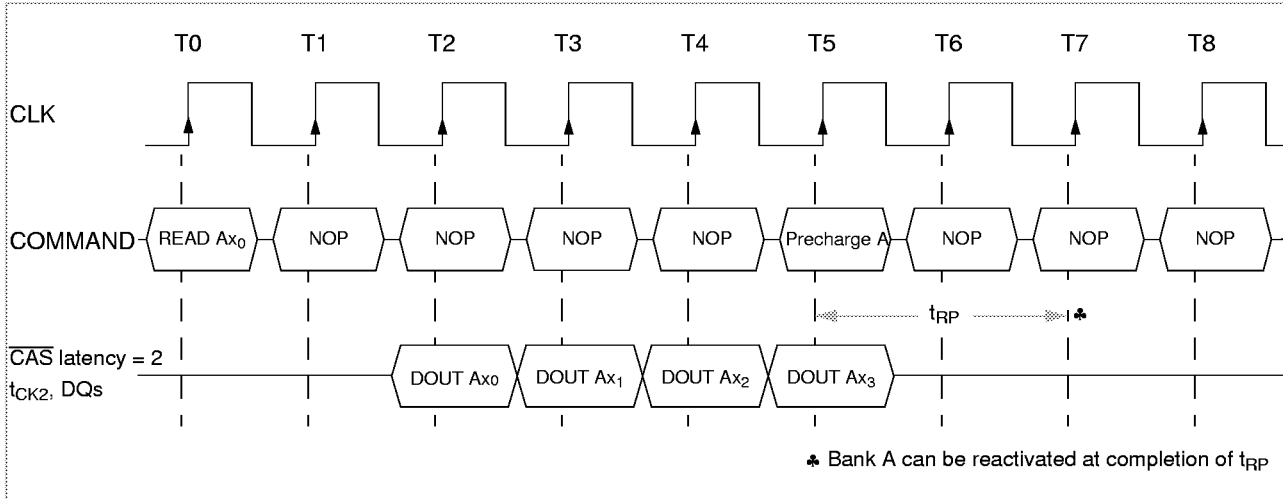 T0 T1 T2 T3 T4 T5 T6 T7 T8
CLK
COMMAND READ Ax0 NOP NOP NOP NOP Precharge A NOP NOP NOP
tRP ♣
CAS latency = 2
tCK2, DQs DOUT Ax0 DOUT Ax1 DOUT Ax2 DOUT Ax3
♣ Bank A can be reactivated at completion of tRP